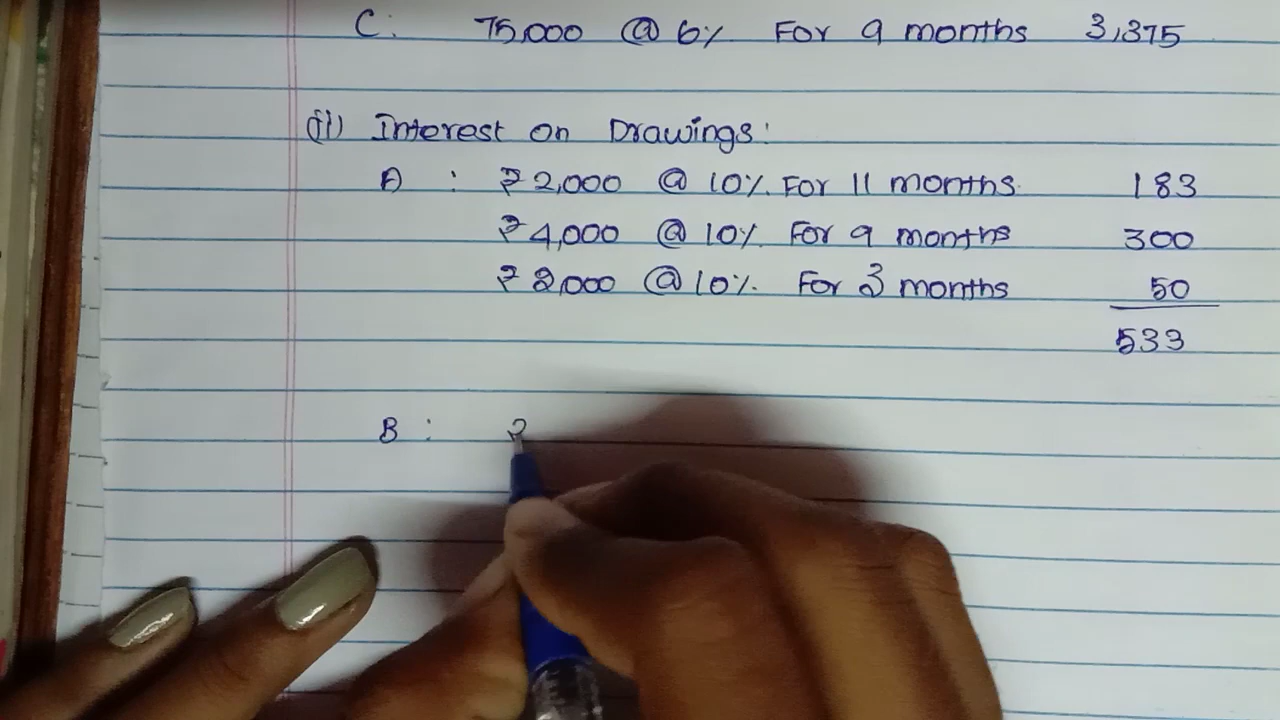 C. 75,000 @ 6% For 9 months 3,375
(ii) Interest on Drawings:
A : ₹2,000 @ 10% For 11 months. 183
₹4,000 @ 10% For 9 months 300
₹2,000 @ 10%. For 3 months 50
533
B :